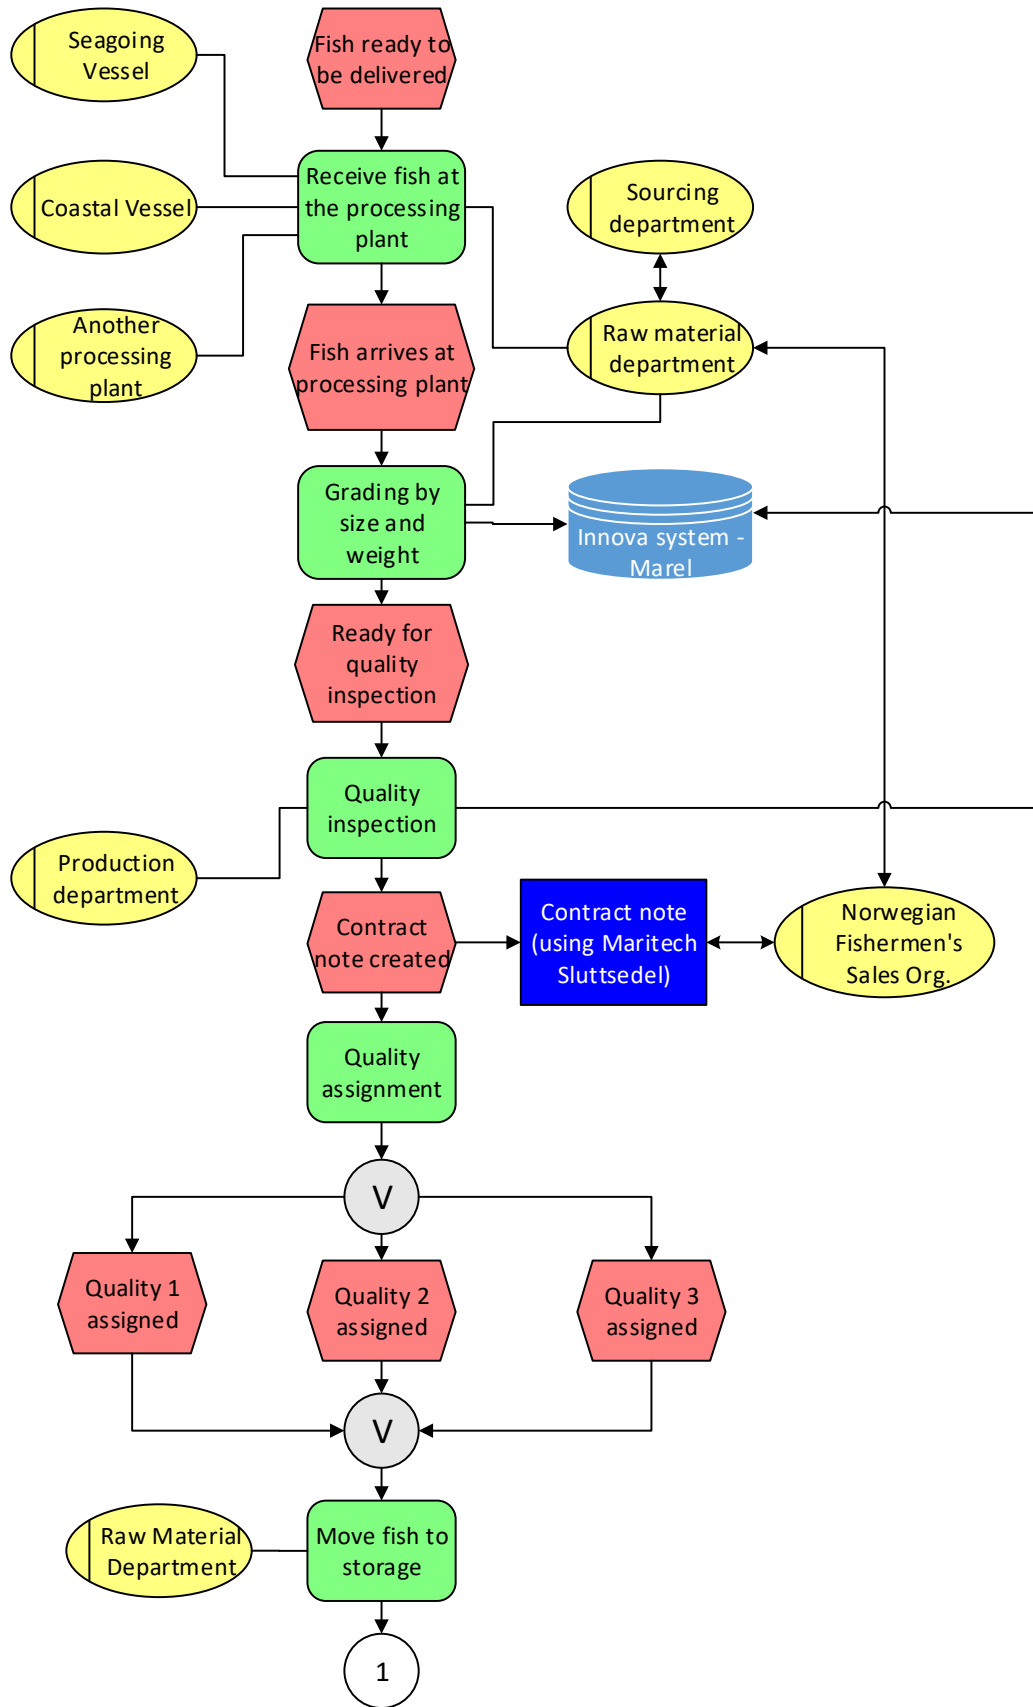 Seagoing
Vessel
Fish ready to
be delivered
Coastal Vessel
Receive fish at
the processing
plant
Sourcing
department
Another
processing
plant
Fish arrives at
processing plant
Raw material
department
Grading by
size and
weight
Innova system -
Marel
Ready for
quality
inspection
Quality
inspection
Production
department
Contract
note created
Contract note
(using Maritech
Sluttsedel)
Norwegian
Fishermen's
Sales Org.
Quality
assignment
V
Quality 1
assigned
Quality 2
assigned
Quality 3
assigned
V
Raw Material
Department
Move fish to
storage
1